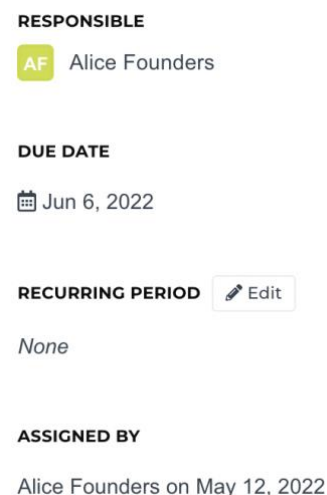 RESPONSIBLE
AF Alice Founders
DUE DATE
Jun 6, 2022
RECURRING PERIOD Edit
None
ASSIGNED BY
Alice Founders on May 12, 2022